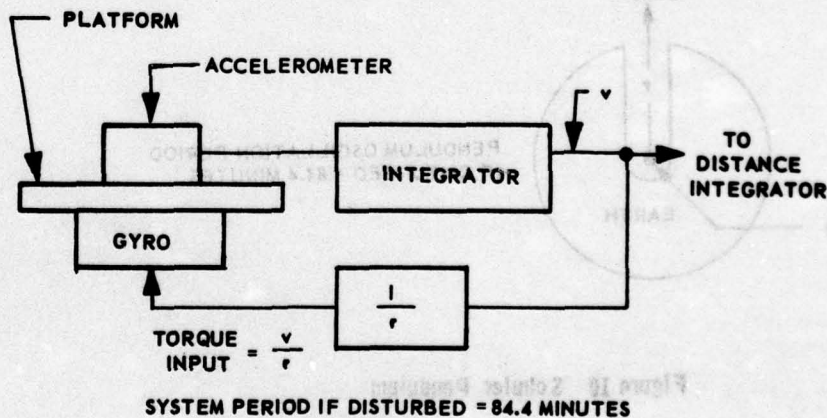 PLATFORM
ACCELEROMETER
v
INTEGRATOR
TO
DISTANCE
INTEGRATOR
GYRO
1
r
TORQUE
INPUT = v
r
SYSTEM PERIOD IF DISTURBED = 84.4 MINUTES